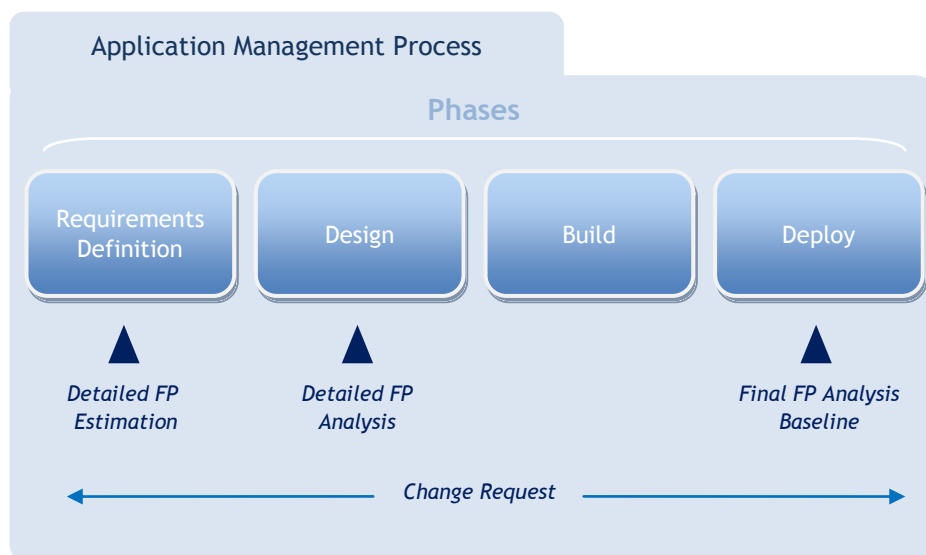 Application Management Process
Phases
Requirements
Definition
Design
Build
Deploy
Detailed FP
Estimation
Detailed FP
Analysis
Final FP Analysis
Baseline
Change Request